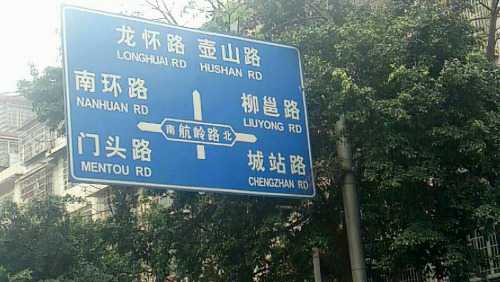 龙怀路 壶山路
LONGHUAI RD HUSHAN RD
南环路
NANHUAN RD
柳邕路
LIUYONG RD
南 航岭路 北
门头路
MENTOU RD
城站路
CHENGZHAN RD